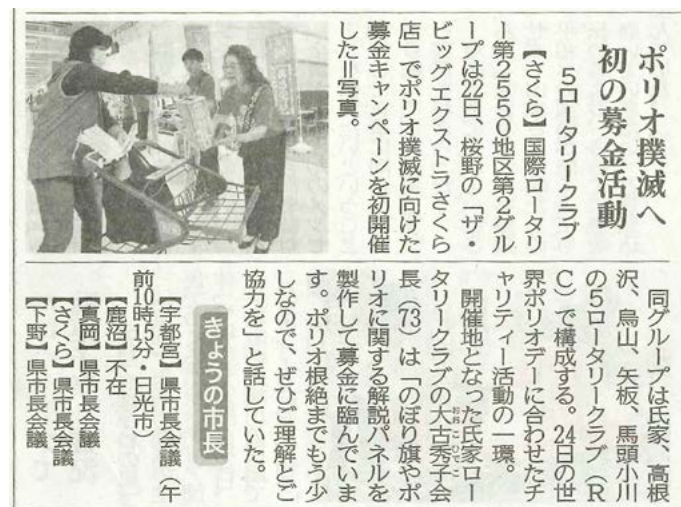 ポリオ撲滅へ
初の募金活動
5ロータリークラブ
【さくら】国際ロータリ
ー第2550地区第2グル
ープは22日、桜野の「ザ・
ビッグエクストラさくら
店」でポリオ撲滅に向けた
募金キャンペーンを初開催
した＝写真。
同グループは氏家、高根
沢、烏山、矢板、馬頭小川
の5ロータリークラブ（R
C）で構成する。24日の世
界ポリオデーに合わせたチ
ャリティー活動の一環。
開催地となった氏家ロー
タリークラブの大古秀子会
長（73）は「のぼり旗やポ
リオに関する解説パネルを
製作して募金に臨んでいま
す。ポリオ根絶までもう少
しなので、ぜひご理解とご
協力を」と話していた。
きょうの市長
【宇都宮】県市長会議（午
前10時15分・日光市）
【鹿沼】不在
【真岡】県市長会議
【さくら】県市長会議
【下野】県市長会議